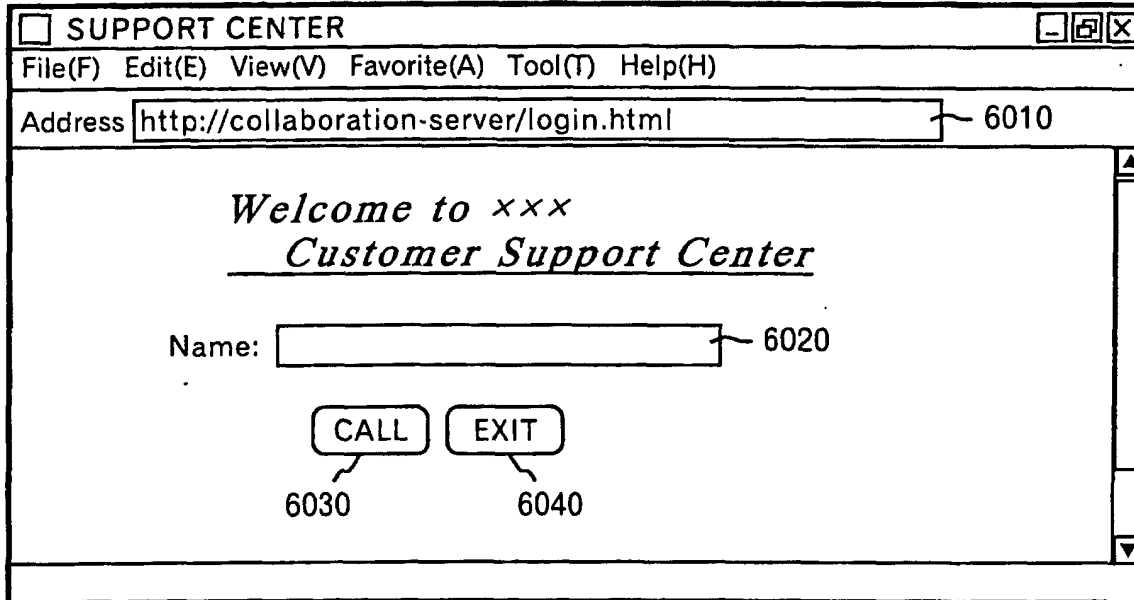 SUPPORT CENTER
File(F) Edit(E) View(V) Favorite(A) Tool(T) Help(H)
Address http://collaboration-server/login.html 6010
Welcome to ×××
Customer Support Center
Name: 6020
CALL EXIT
6030 6040